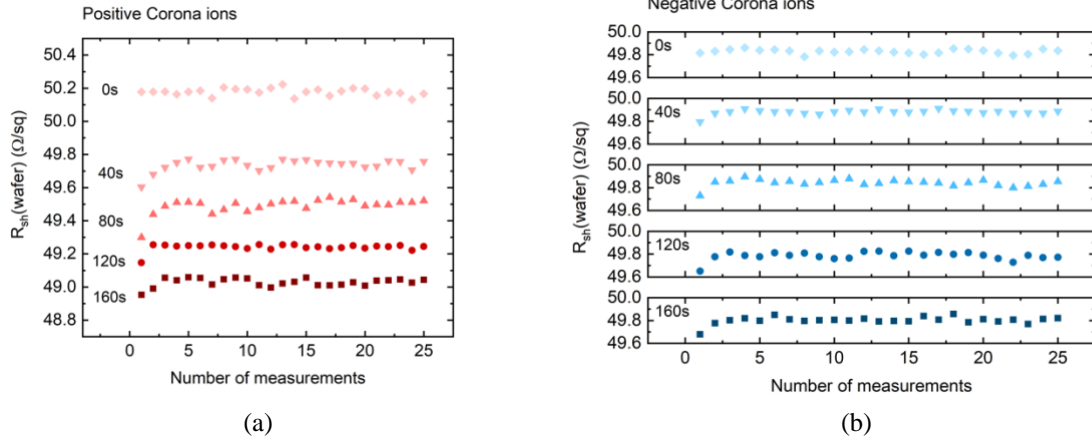 Positive Corona ions
50.4
50.2
50.0
49.8
49.6
49.4
49.2
49.0
48.8
0s
40s
80s
120s
160s
R_sh(wafer) (Ω/sq)
0 5 10 15 20 25
Number of measurements
(a)
Negative Corona ions
50.0
49.8
49.6
0s
50.0
49.8
49.6
40s
50.0
49.8
49.6
80s
50.0
49.8
49.6
120s
50.0
49.8
49.6
160s
R_sh(wafer) (Ω/sq)
0 5 10 15 20 25
Number of measurements
(b)